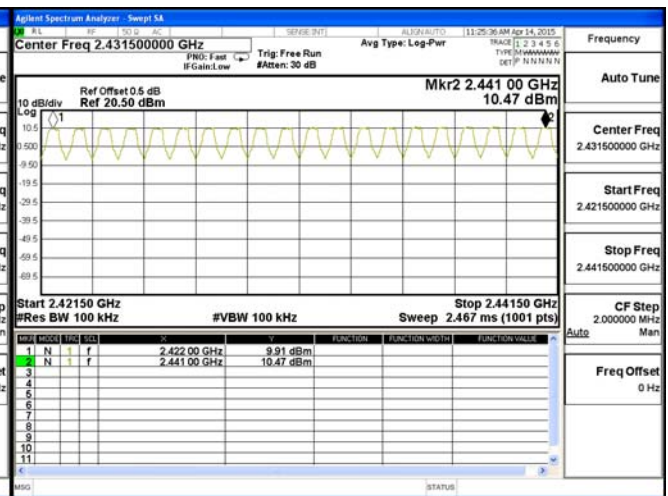 Agilent Spectrum Analyzer - Swept SA
RL RF 50 Ω AC SENSE:INT ALIGN AUTO 11:25:36 AM Apr 14, 2015
Center Freq 2.431500000 GHz
PNO: Fast
IFGain:Low
Trig: Free Run
#Atten: 30 dB
Avg Type: Log-Pwr
TRACE 1 2 3 4 5 6
TYPE M WWWWW
DET P N N N N N
Ref Offset 0.5 dB
Ref 20.50 dBm
10 dB/div
Log
Mkr2 2.441 00 GHz
10.47 dBm
1
2
10.5
0.500
-9.50
-19.5
-29.5
-39.5
-49.5
-59.5
-69.5
Start 2.42150 GHz
Stop 2.44150 GHz
#Res BW 100 kHz
#VBW 100 kHz
Sweep 2.467 ms (1001 pts)
MKR MODE TRC SCL X Y FUNCTION FUNCTION WIDTH FUNCTION VALUE
1 N 1 f 2.422 00 GHz 9.91 dBm
2 N 1 f 2.441 00 GHz 10.47 dBm
3
4
5
6
7
8
9
10
11
MSG
STATUS
Frequency
Auto Tune
Center Freq
2.431500000 GHz
Start Freq
2.421500000 GHz
Stop Freq
2.441500000 GHz
CF Step
2.000000 MHz
Auto Man
Freq Offset
0 Hz